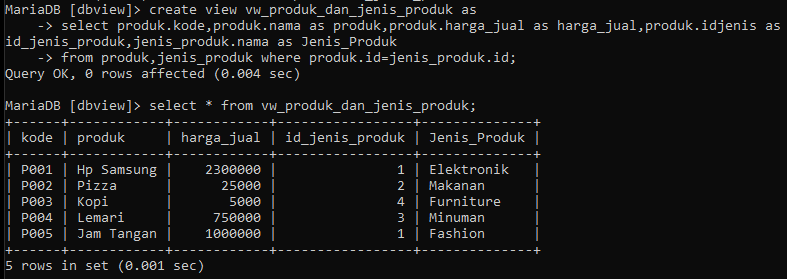 MariaDB [dbview]> create view vw_produk_dan_jenis_produk as
    -> select produk.kode,produk.nama as produk,produk.harga_jual as harga_jual,produk.idjenis as
id_jenis_produk,jenis_produk.nama as Jenis_Produk
    -> from produk,jenis_produk where produk.id=jenis_produk.id;
Query OK, 0 rows affected (0.004 sec)
MariaDB [dbview]> select * from vw_produk_dan_jenis_produk;
+------+------------+------------+-----------------+--------------+
| kode | produk     | harga_jual | id_jenis_produk | Jenis_Produk |
+------+------------+------------+-----------------+--------------+
| P001 | Hp Samsung |    2300000 |               1 | Elektronik   |
| P002 | Pizza      |      25000 |               2 | Makanan      |
| P003 | Kopi       |       5000 |               4 | Furniture    |
| P004 | Lemari     |     750000 |               3 | Minuman      |
| P005 | Jam Tangan |    1000000 |               1 | Fashion      |
+------+------------+------------+-----------------+--------------+
5 rows in set (0.001 sec)